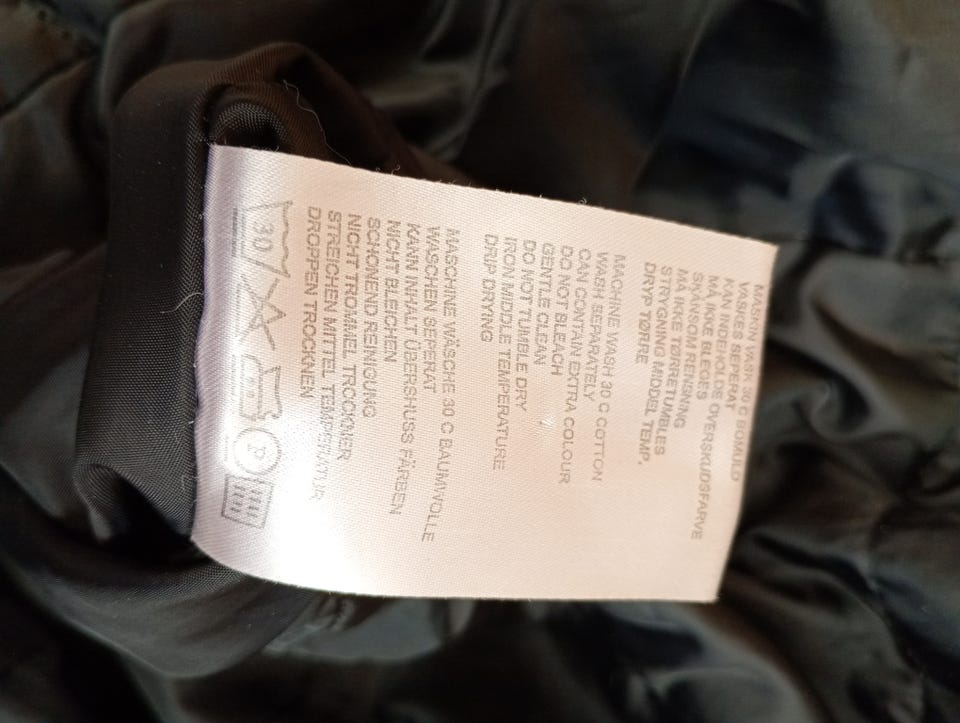 MASKIN VASK 30 C BOMULD
VASKES SEPERAT
KAN INBEHOLDE OVERSKUDSFARVE
MÅ IKKE BLEGES
SKÅNSOM RENSNING
MÅ IKKE TØRRETUMBLES
STRYGNING MIDDEL TEMP.
DRYP TØRRE
MACHINE WASH 30 C COTTON
WASH SEPARATELY
CAN CONTAIN EXTRA COLOUR
DO NOT BLEACH
GENTLE CLEAN
DO NOT TUMBLE DRY
IRON MIDDLE TEMPERATURE
DRIP DRYING
MASCHINE WÄSCHE 30 C BAUMWOLLE
WASCHEN SEPERAT
KANN INHALT ÜBERSHUSS FÄRBEN
NICHT BLEICHEN
SCHONEND REINIGUNG
NICHT TROMMEL TROCKNER
STREICHEN MITTEL TEMPERATUR
DROPPEN TROCKNEN
30 P